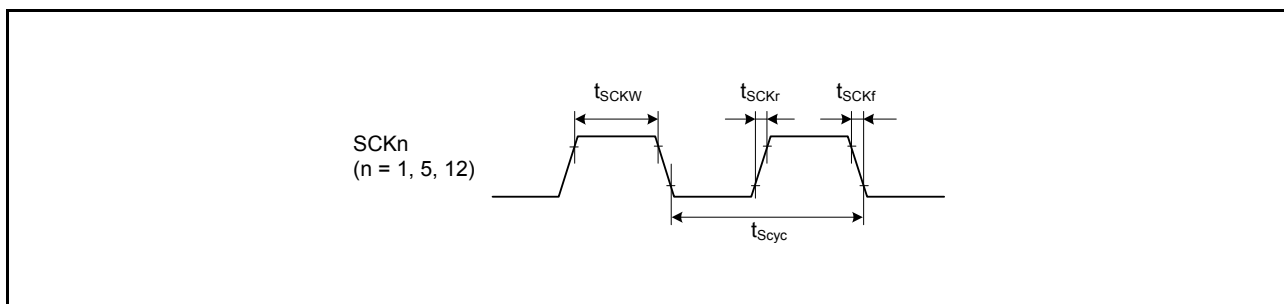 tSCKW
tSCKr
tSCKf
SCKn
(n = 1, 5, 12)
tScyc